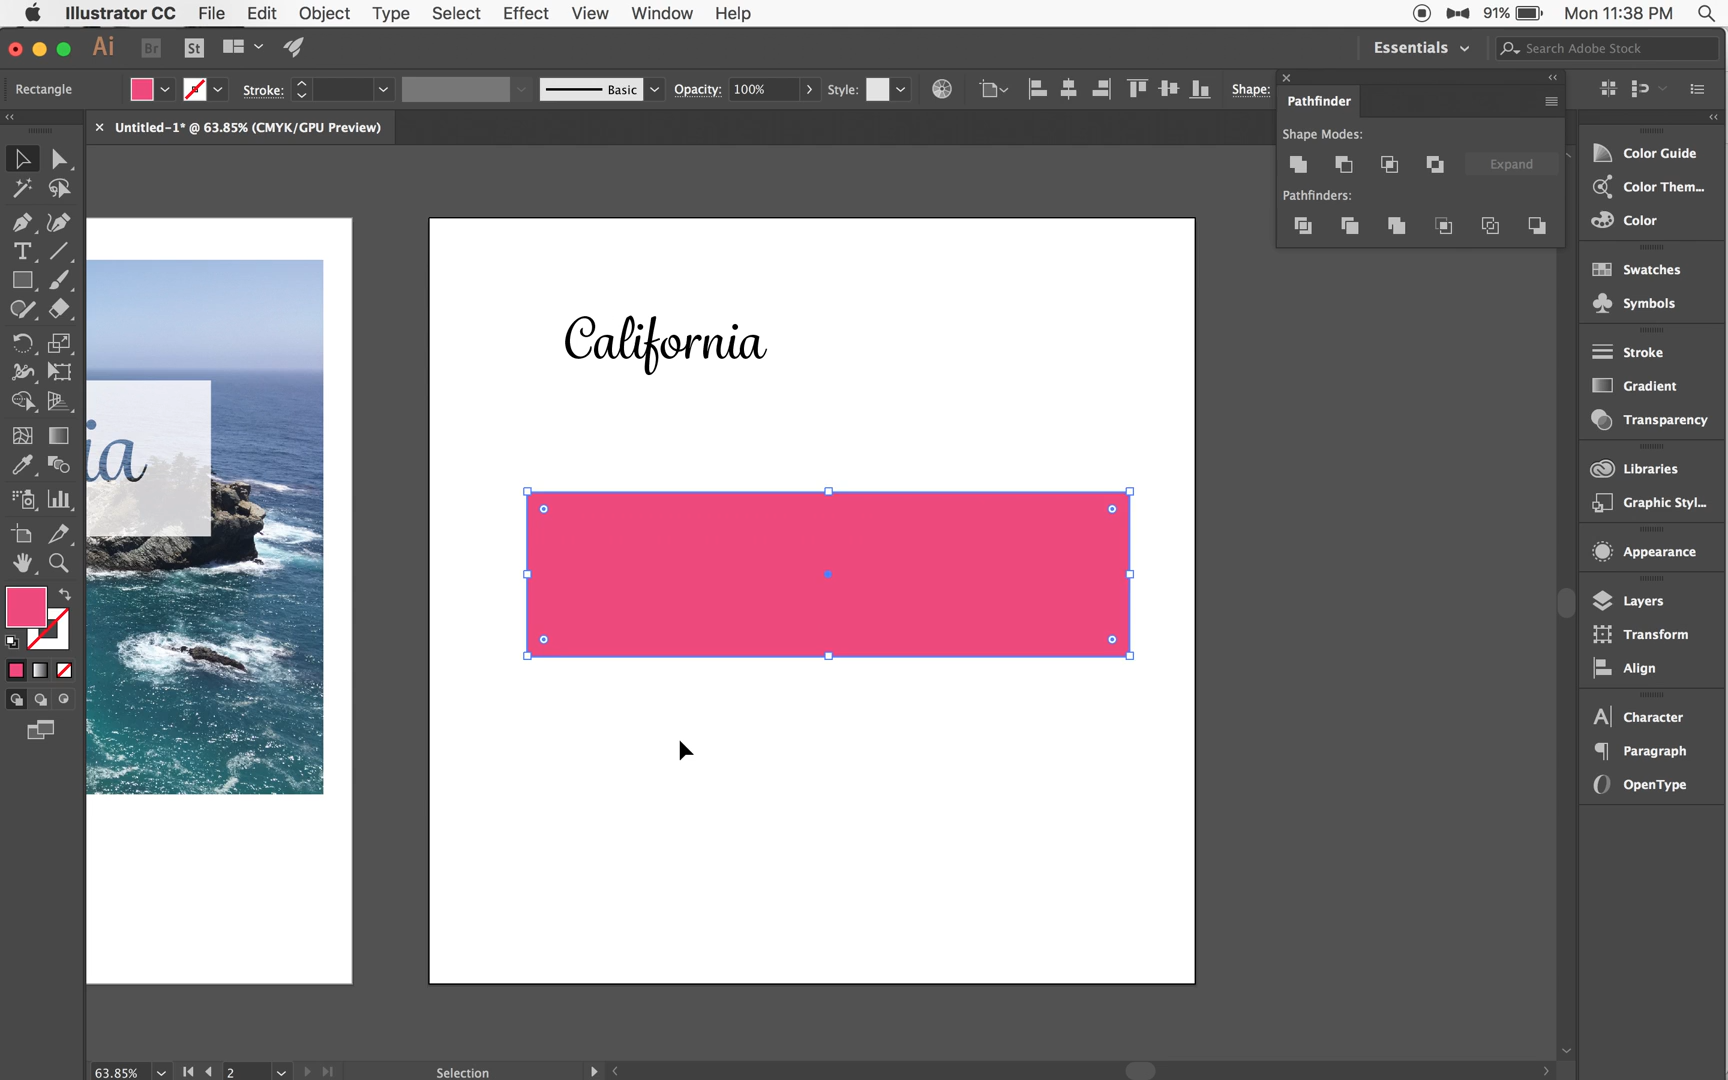 Illustrator CC File Edit Object Type Select Effect View Window Help 91% Mon 11:38 PM
Ai Br St Essentials Search Adobe Stock
Rectangle Stroke: Basic Opacity: 100% Style: Shape:
Untitled-1* @ 63.85% (CMYK/GPU Preview)
Pathfinder
Shape Modes:
Expand
Pathfinders:
Color Guide
Color Them...
Color
Swatches
Symbols
Stroke
Gradient
Transparency
Libraries
Graphic Styl...
Appearance
Layers
Transform
Align
Character
Paragraph
OpenType
California
ia
63.85% 2 Selection